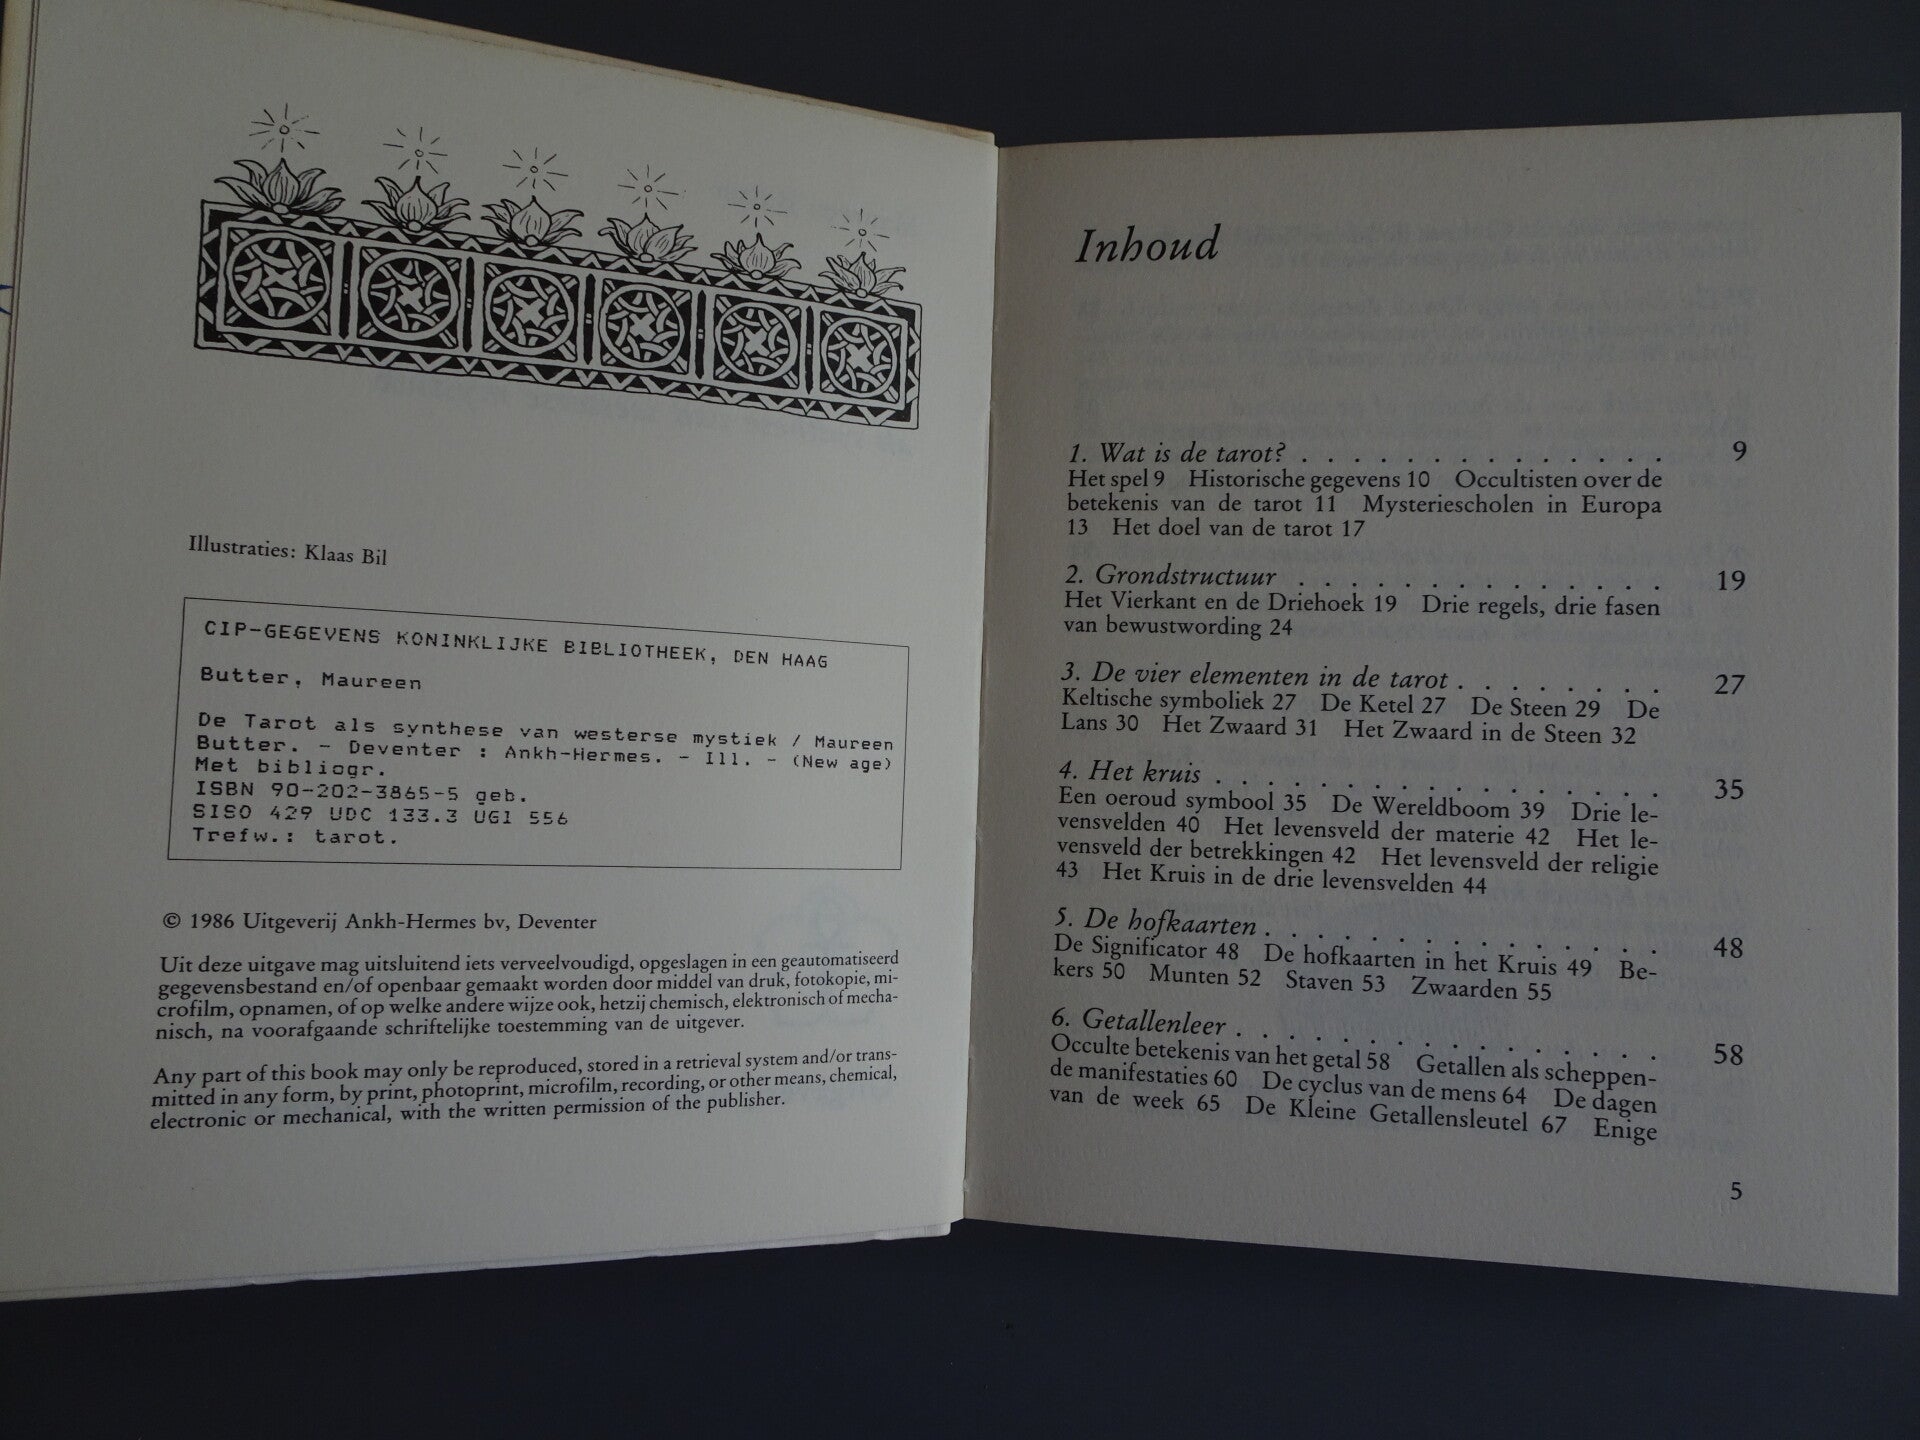 Illustraties: Klaas Bil
CIP-GEGEVENS KONINKLIJKE BIBLIOTHEEK, DEN HAAG
Butter, Maureen
De Tarot als synthese van westerse mystiek / Maureen
Butter. - Deventer : Ankh-Hermes. - Ill. - (New age)
Met bibliogr.
ISBN 90-202-3865-5 geb.
SISO 429 UDC 133.3 UGI 556
Trefw.: tarot.
© 1986 Uitgeverij Ankh-Hermes bv, Deventer
Uit deze uitgave mag uitsluitend iets verveelvoudigd, opgeslagen in een geautomatiseerd
gegevensbestand en/of openbaar gemaakt worden door middel van druk, fotokopie, mi-
crofilm, opnamen, of op welke andere wijze ook, hetzij chemisch, elektronisch of mecha-
nisch, na voorafgaande schriftelijke toestemming van de uitgever.
Any part of this book may only be reproduced, stored in a retrieval system and/or trans-
mitted in any form, by print, photoprint, microfilm, recording, or other means, chemical,
electronic or mechanical, with the written permission of the publisher.
Inhoud
1. Wat is de tarot? . . . . . . . . . . . . . . 9
Het spel 9 Historische gegevens 10 Occultisten over de
betekenis van de tarot 11 Mysteriescholen in Europa
13 Het doel van de tarot 17
2. Grondstructuur . . . . . . . . . . . . . . 19
Het Vierkant en de Driehoek 19 Drie regels, drie fasen
van bewustwording 24
3. De vier elementen in de tarot . . . . . . . . 27
Keltische symboliek 27 De Ketel 27 De Steen 29 De
Lans 30 Het Zwaard 31 Het Zwaard in de Steen 32
4. Het kruis . . . . . . . . . . . . . . . . . 35
Een oeroud symbool 35 De Wereldboom 39 Drie le-
vensvelden 40 Het levensveld der materie 42 Het le-
vensveld der betrekkingen 42 Het levensveld der religie
43 Het Kruis in de drie levensvelden 44
5. De hofkaarten . . . . . . . . . . . . . . . 48
De Significator 48 De hofkaarten in het Kruis 49 Be-
kers 50 Munten 52 Staven 53 Zwaarden 55
6. Getallenleer . . . . . . . . . . . . . . . . 58
Occulte betekenis van het getal 58 Getallen als scheppen-
de manifestaties 60 De cyclus van de mens 64 De dagen
van de week 65 De Kleine Getallensleutel 67 Enige
5